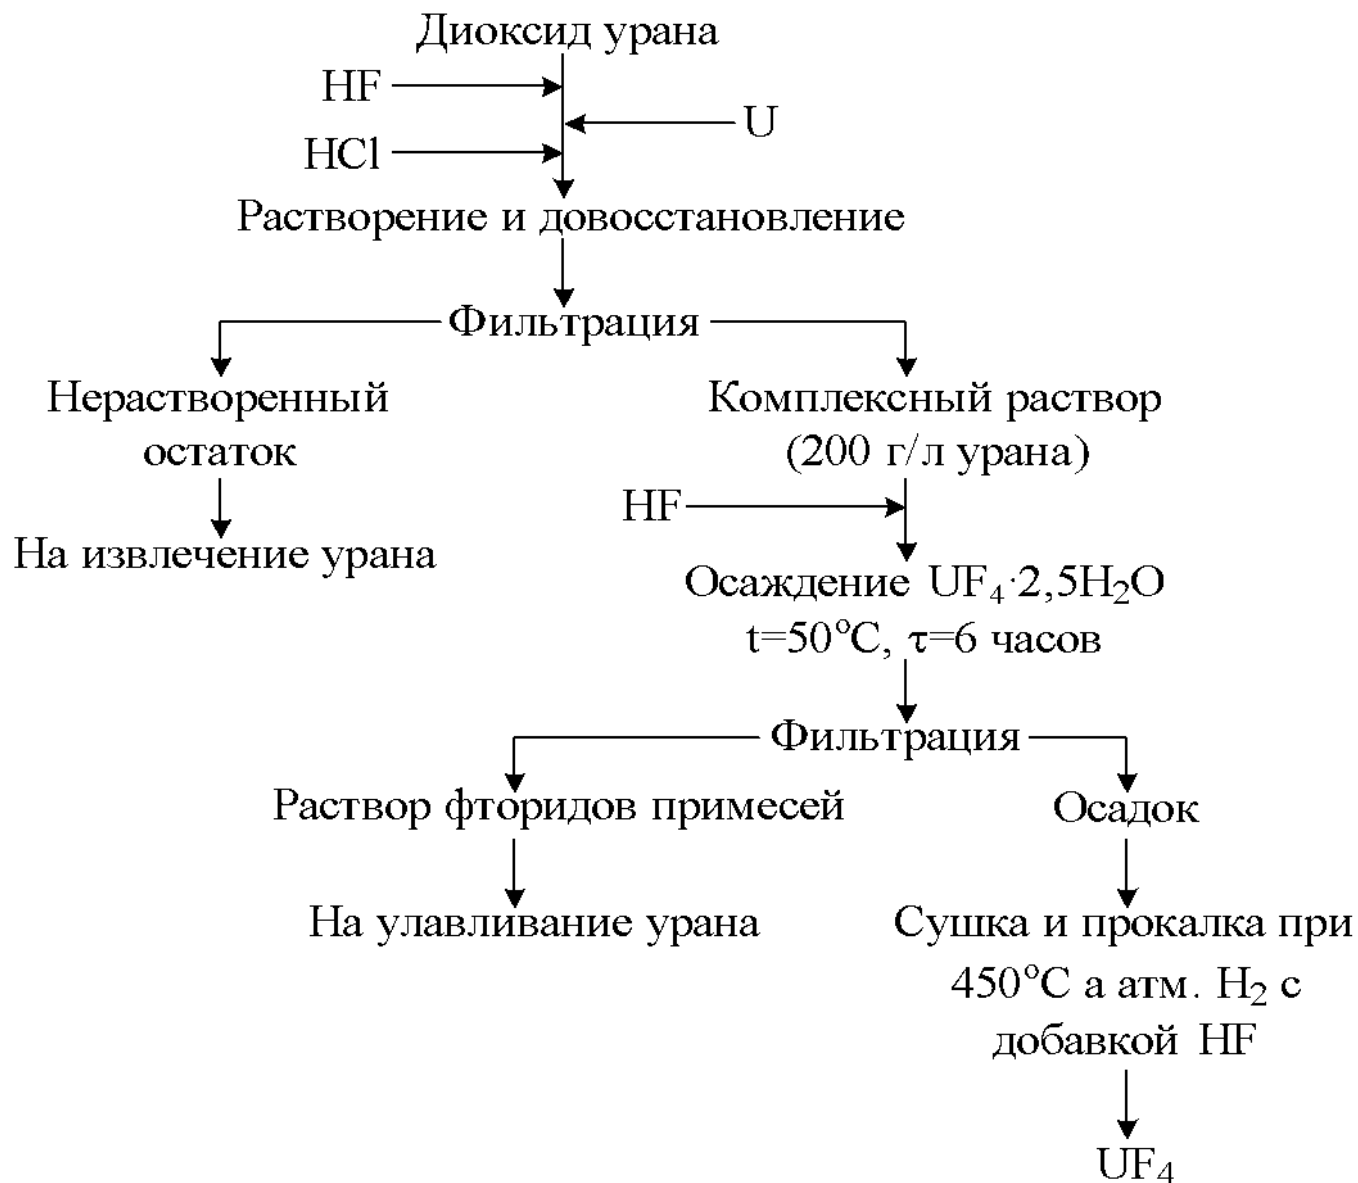 Диоксид урана
HF
U
HCl
Растворение и довосстановление
Фильтрация
Нерастворенный
остаток
На извлечение урана
Комплексный раствор
(200 г/л урана)
HF
Осаждение UF₄·2,5H₂O
t=50°C, τ=6 часов
Фильтрация
Раствор фторидов примесей
На улавливание урана
Осадок
Сушка и прокалка при
450°C а атм. H₂ с
добавкой HF
UF₄